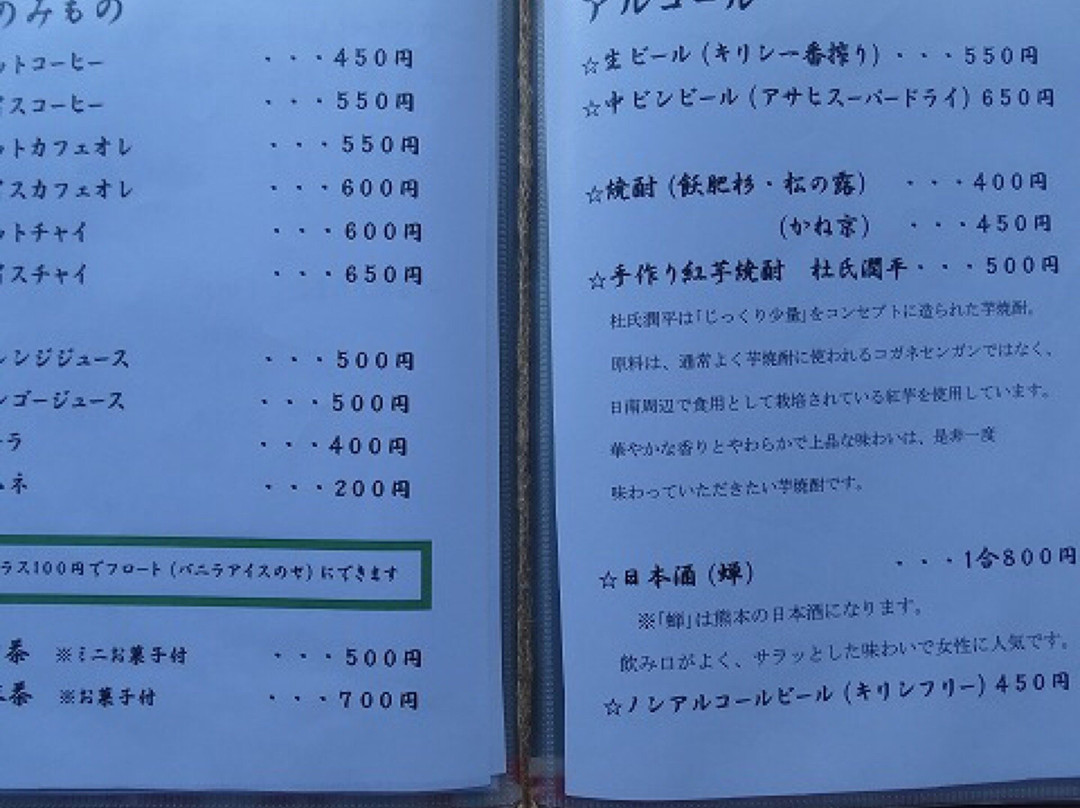 のみもの
ットコーヒー ・・・450円
イスコーヒー ・・・550円
ットカフェオレ ・・・550円
イスカフェオレ ・・・600円
ットチャイ ・・・600円
イスチャイ ・・・650円
レンジジュース ・・・500円
ンゴージュース ・・・500円
ーラ ・・・400円
ムネ ・・・200円
ラス100円でフロート(バニラアイスのせ)にできます
茶 ※ミニお菓子付 ・・・500円
茶 ※お菓子付 ・・・700円
アルコール
☆生ビール(キリン一番搾り)・・・550円
☆中ビンビール(アサヒスーパードライ)650円
☆焼酎(飫肥杉・松の露) ・・・400円
(かね京) ・・・450円
☆手作り紅芋焼酎 杜氏潤平・・・500円
杜氏潤平は「じっくり少量」をコンセプトに造られた芋焼酎。
原料は、通常よく芋焼酎に使われるコガネセンガンではなく、
日南周辺で食用として栽培されている紅芋を使用しています。
華やかな香りとやわらかで上品な味わいは、是非一度
味わっていただきたい芋焼酎です。
☆日本酒(蝉) ・・・1合800円
※「蝉」は熊本の日本酒になります。
飲み口がよく、サラッとした味わいで女性に人気です。
☆ノンアルコールビール(キリンフリー)450円